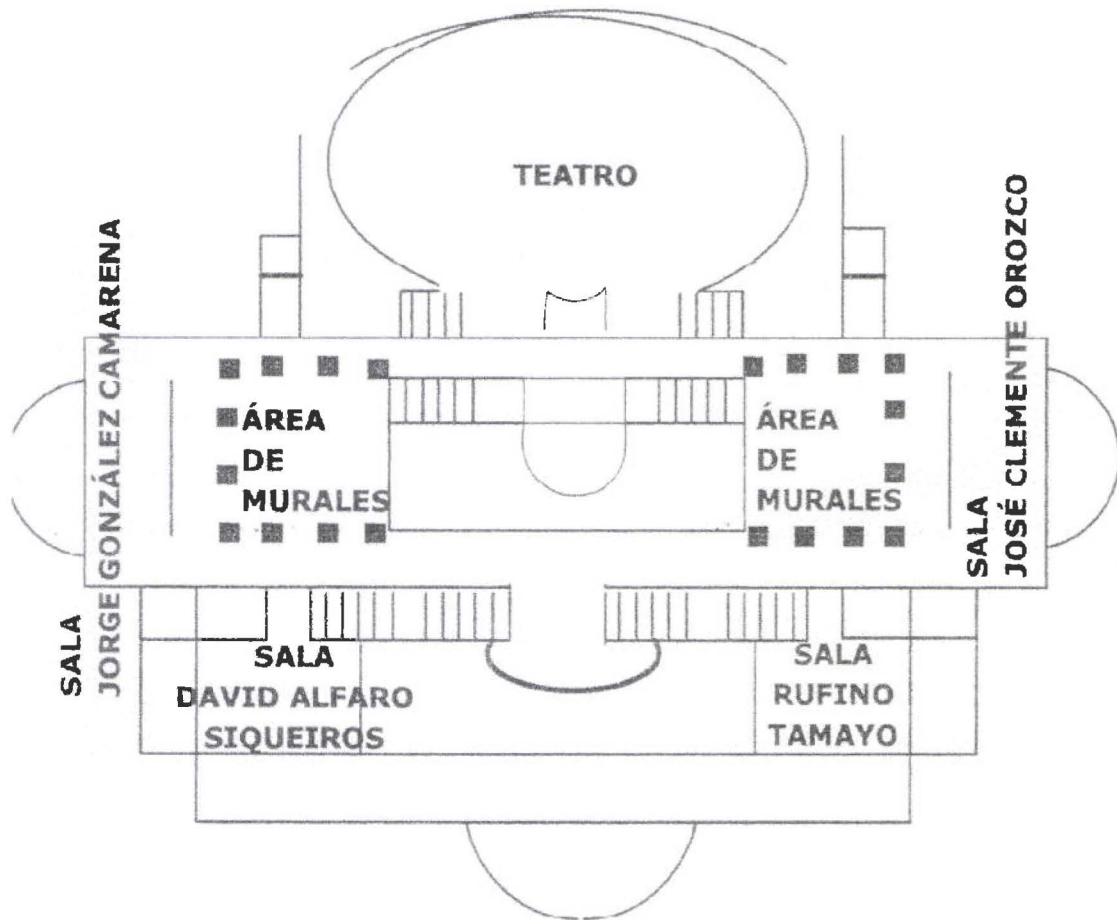 TEATRO
SALA
JORGE GONZÁLEZ CAMARENA
ÁREA
DE
MURALES
ÁREA
DE
MURALES
SALA
JOSÉ CLEMENTE OROZCO
SALA
DAVID ALFARO
SIQUEIROS
SALA
RUFINO
TAMAYO